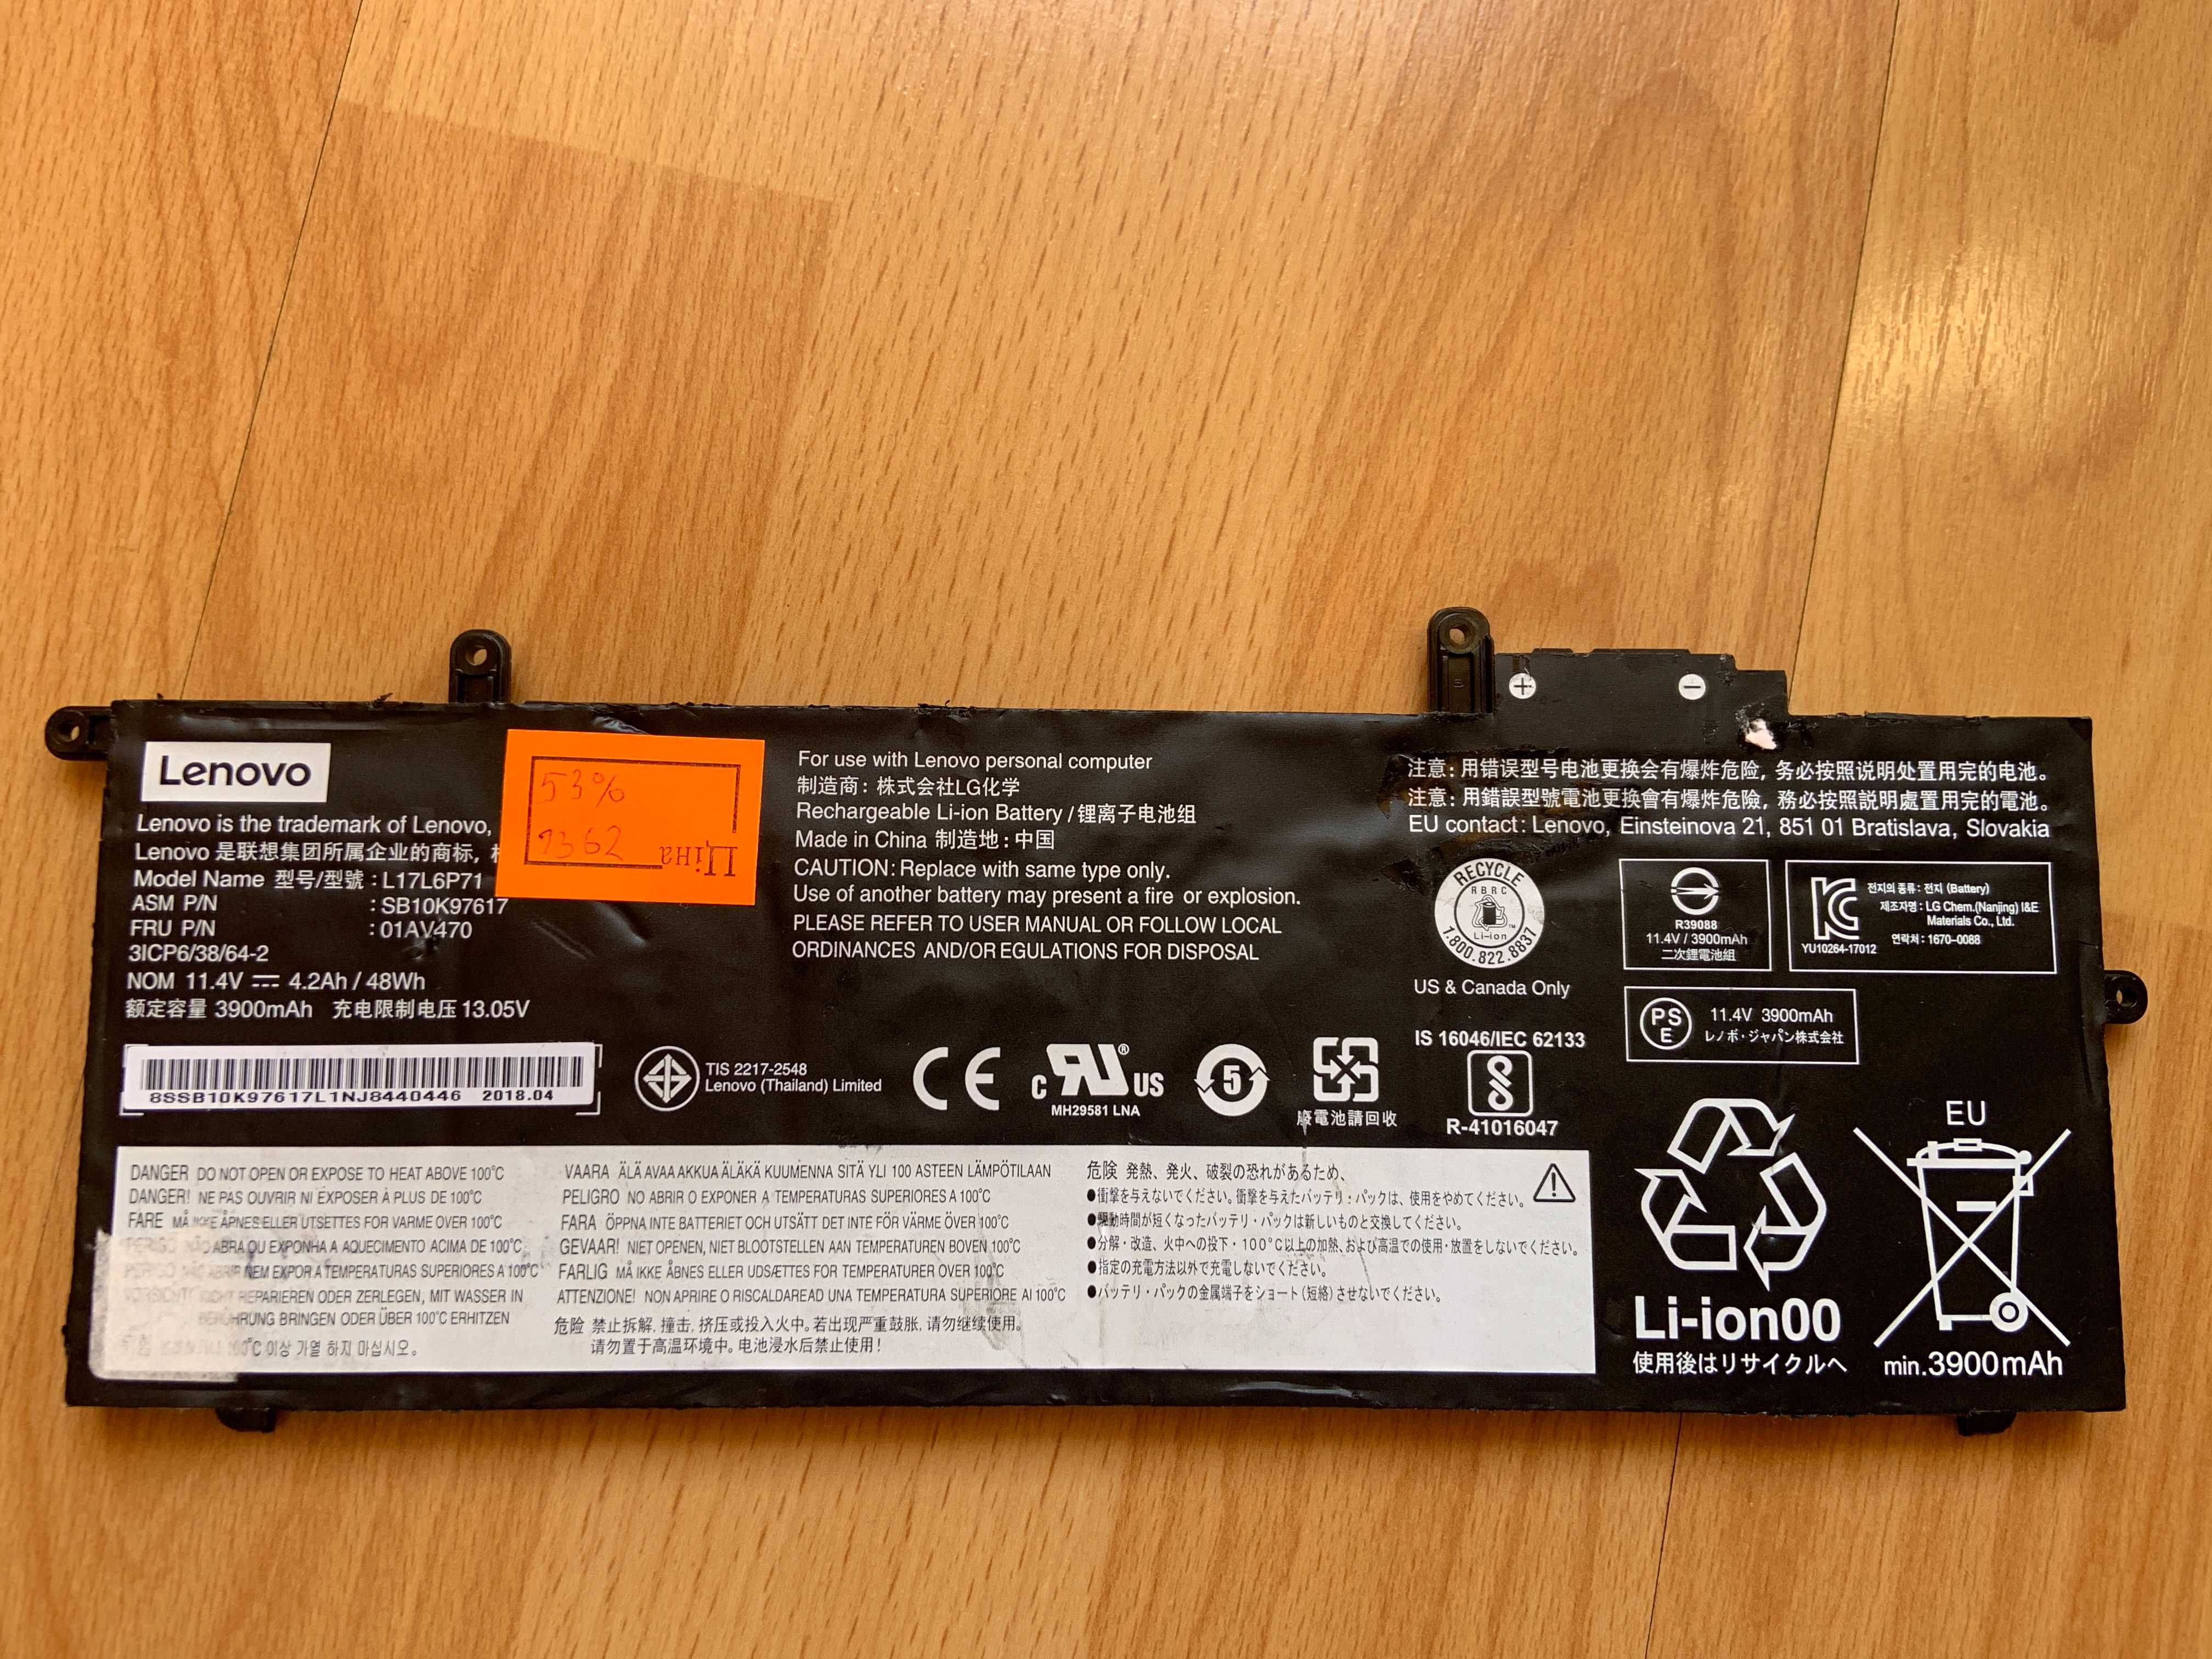 Lenovo
Lenovo is the trademark of Lenovo,
Lenovo 是联想集团所属企业的商标,
Model Name 型号/型號 : L17L6P71
ASM P/N : SB10K97617
FRU P/N : 01AV470
3ICP6/38/64-2
NOM 11.4V 4.2Ah / 48Wh
额定容量 3900mAh 充电限制电压 13.05V
8SSB10K97617L1NJ8440446 2018.04
53%
7362
Ціна
For use with Lenovo personal computer
制造商: 株式会社LG化学
Rechargeable Li-ion Battery / 锂离子电池组
Made in China 制造地: 中国
CAUTION: Replace with same type only.
Use of another battery may present a fire or explosion.
PLEASE REFER TO USER MANUAL OR FOLLOW LOCAL
ORDINANCES AND/OR EGULATIONS FOR DISPOSAL
+
−
注意: 用错误型号电池更换会有爆炸危险, 务必按照说明处置用完的电池。
注意: 用錯誤型號電池更換會有爆炸危險, 務必按照説明處置用完的電池。
EU contact: Lenovo, Einsteinova 21, 851 01 Bratislava, Slovakia
RECYCLE
RBRC
Li-ion
1.800.822.8837
US & Canada Only
R39088
11.4V / 3900mAh
二次鋰電池組
전지의 종류: 전지 (Battery)
제조자명: LG Chem.(Nanjing) I&E
Materials Co., Ltd.
YU10264-17012 연락처: 1670-0088
PS
E
11.4V 3900mAh
レノボ・ジャパン株式会社
TIS 2217-2548
Lenovo (Thailand) Limited
CE
c RU ® US
MH29581 LNA
5
廢電池請回收
IS 16046/IEC 62133
R-41016047
DANGER DO NOT OPEN OR EXPOSE TO HEAT ABOVE 100°C
DANGER! NE PAS OUVRIR NI EXPOSER À PLUS DE 100°C
FARE MÅ IKKE ÅPNES ELLER UTSETTES FOR VARME OVER 100°C
PERIGO NÃO ABRA OU EXPONHA A AQUECIMENTO ACIMA DE 100°C
NEM EXPOR A TEMPERATURAS SUPERIORES A 100°C
NICHT REPARIEREN ODER ZERLEGEN, MIT WASSER IN
BERÜHRUNG BRINGEN ODER ÜBER 100°C ERHITZEN
100°C 이상 가열 하지 마십시오.
VAARA ÄLÄ AVAA AKKUA ÄLÄKÄ KUUMENNA SITÄ YLI 100 ASTEEN LÄMPÖTILAAN
PELIGRO NO ABRIR O EXPONER A TEMPERATURAS SUPERIORES A 100°C
FARA ÖPPNA INTE BATTERIET OCH UTSÄTT DET INTE FÖR VÄRME ÖVER 100°C
GEVAAR! NIET OPENEN, NIET BLOOTSTELLEN AAN TEMPERATUREN BOVEN 100°C
FARLIG MÅ IKKE ÅBNES ELLER UDSÆTTES FOR TEMPERATURER OVER 100°C
ATTENZIONE! NON APRIRE O RISCALDAREAD UNA TEMPERATURA SUPERIORE AI 100°C
危险 禁止拆解, 撞击, 挤压或投入火中。若出现严重鼓胀, 请勿继续使用。
请勿置于高温环境中。电池浸水后禁止使用!
危険 発熱、発火、破裂の恐れがあるため、
●衝撃を与えないでください。衝撃を与えたバッテリ・パックは、使用をやめてください。
●駆動時間が短くなったバッテリ・パックは新しいものと交換してください。
●分解・改造、火中への投下・100°C以上の加熱、および高温での使用・放置をしないでください。
●指定の充電方法以外で充電しないでください。
●バッテリ・パックの金属端子をショート(短絡)させないでください。
Li-ion00
使用後はリサイクルへ
EU
min.3900mAh